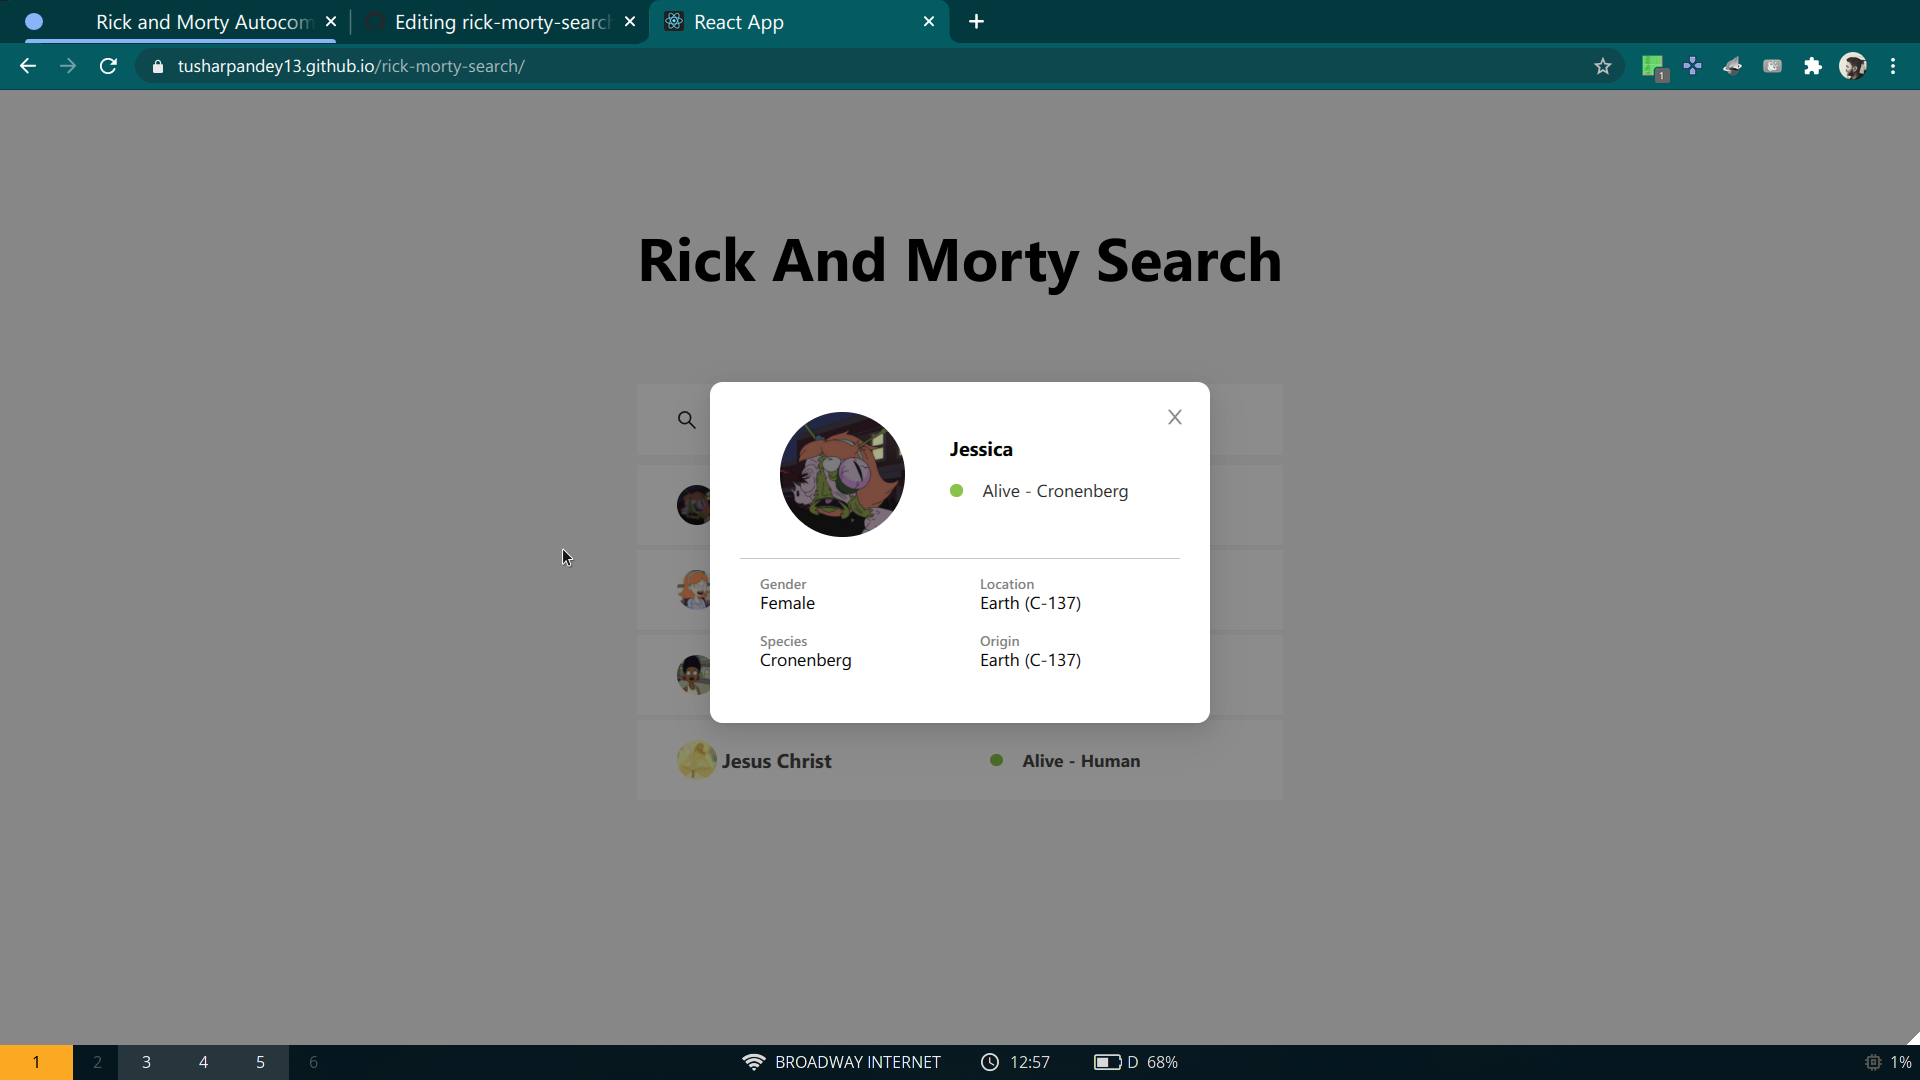 Rick and Morty Autocom
Editing rick-morty-search
React App
tusharpandey13.github.io/rick-morty-search/
1
Rick And Morty Search
X
Jessica
Alive - Cronenberg
Gender
Female
Location
Earth (C-137)
Species
Cronenberg
Origin
Earth (C-137)
Jesus Christ
Alive - Human
1 2 3 4 5 6
BROADWAY INTERNET
12:57
D 68%
1%